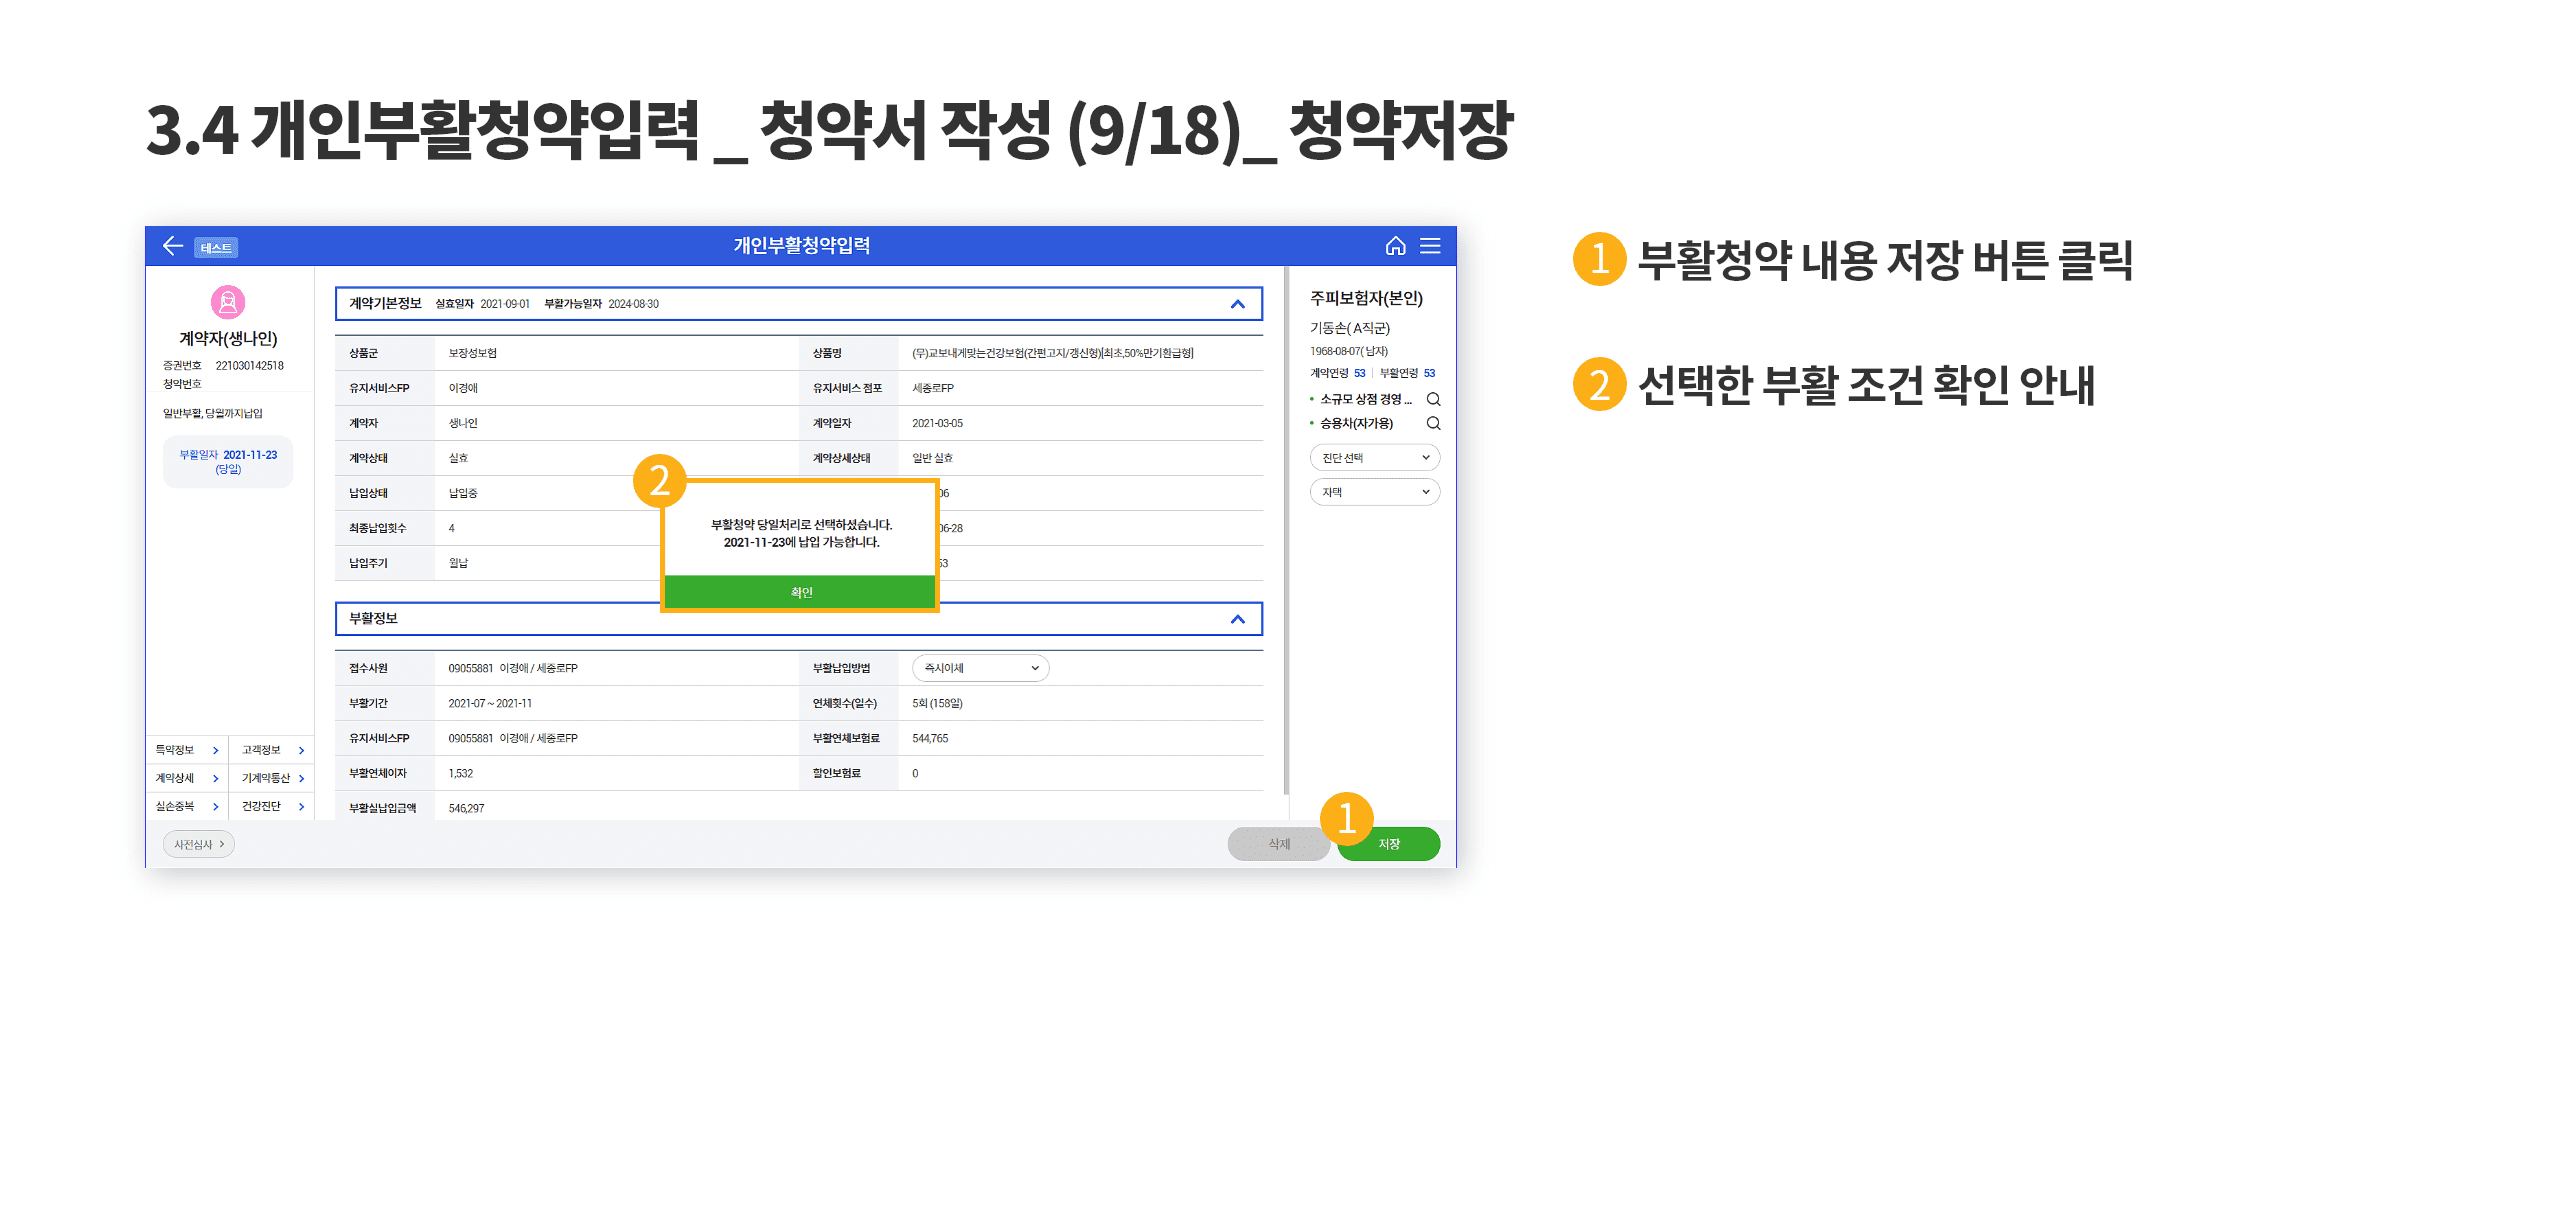 3.4 개인부활청약입력 _ 청약서 작성 (9/18)_ 청약저장
테스트
개인부활청약입력
계약자(생나인)
증권번호 221030142518
청약번호
일반부활, 당월까지납입
부활일자 2021-11-23
(당일)
특약정보 고객정보
계약상세 기계약통산
실손중복 건강진단
사전심사
계약기본정보 실효일자 2021-09-01 부활가능일자 2024-08-30
상품군 보장성보험 상품명 (무)교보내게맞는건강보험(간편고지/갱신형)[최초,50%만기환급형]
유지서비스FP 이경애 유지서비스 점포 세종로FP
계약자 생나인 계약일자 2021-03-05
계약상태 실효 계약상세상태 일반 실효
납입상태 납입중 06
최종납입횟수 4 06-28
납입주기 월납 53
2
부활청약 당일처리로 선택하셨습니다.
2021-11-23에 납입 가능합니다.
확인
부활정보
접수사원 09055881 이경애 / 세종로FP 부활납입방법 즉시이체
부활기간 2021-07 ~ 2021-11 연체횟수(일수) 5회 (158일)
유지서비스FP 09055881 이경애 / 세종로FP 부활연체보험료 544,765
부활연체이자 1,532 할인보험료 0
부활실납입금액 546,297
주피보험자(본인)
기동손( A직군)
1968-08-07( 남자)
계약연령 53 부활연령 53
소규모 상점 경영 ...
승용차(자가용)
진단 선택
자택
삭제
1
저장
1 부활청약 내용 저장 버튼 클릭
2 선택한 부활 조건 확인 안내